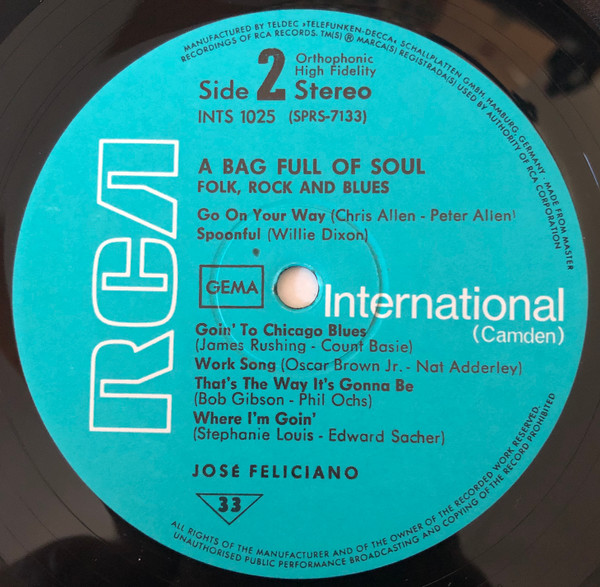 MANUFACTURED BY TELDEC »TELEFUNKEN-DECCA« SCHALLPLATTEN GMBH, HAMBURG, GERMANY · MADE FROM MASTER
RECORDINGS OF RCA RECORDS. TM(S) ® MARCA(S) REGISTRADA(S) USED BY AUTHORITY OF RCA CORPORATION
Orthophonic
High Fidelity
Side 2 Stereo
INTS 1025 (SPRS-7133)
A BAG FULL OF SOUL
FOLK, ROCK AND BLUES
Go On Your Way (Chris Allen - Peter Allen)
Spoonful (Willie Dixon)
RCA
GEMA
International
(Camden)
Goin' To Chicago Blues
(James Rushing - Count Basie)
Work Song (Oscar Brown Jr. - Nat Adderley)
That's The Way It's Gonna Be
(Bob Gibson - Phil Ochs)
Where I'm Goin'
(Stephanie Louis - Edward Sacher)
JOSÉ FELICIANO
33
ALL RIGHTS OF THE MANUFACTURER AND OF THE OWNER OF THE RECORDED WORK RESERVED.
UNAUTHORISED PUBLIC PERFORMANCE BROADCASTING AND COPYING OF THE RECORD PROHIBITED